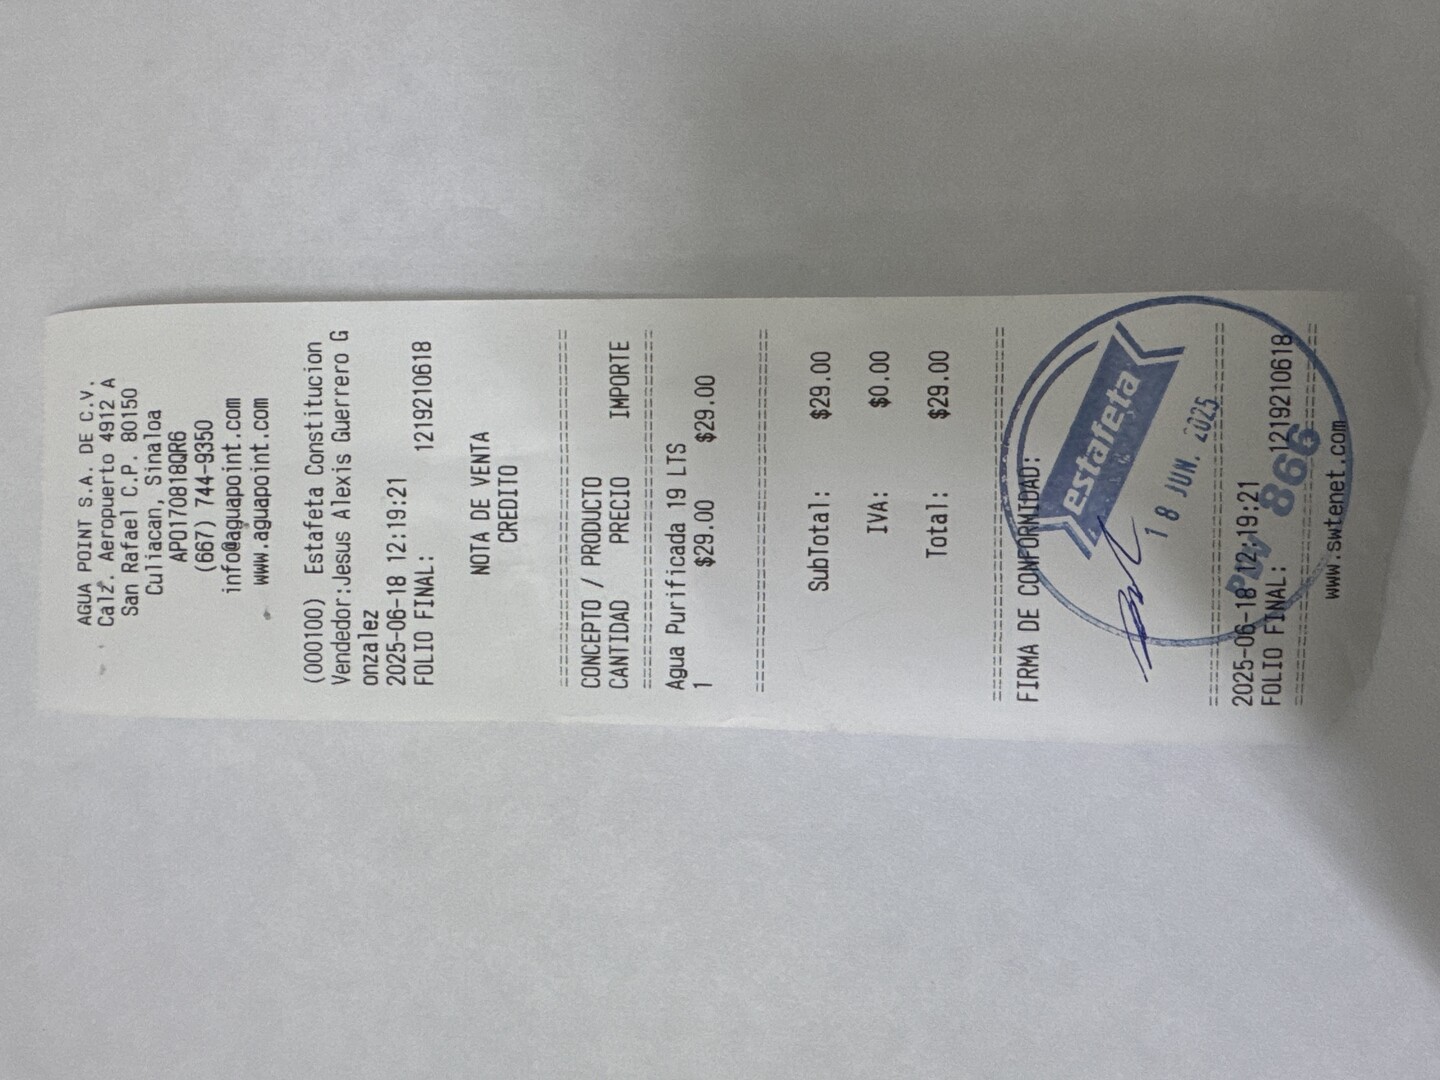 AGUA POINT S.A. DE C.V.
Calz. Aeropuerto 4912 A
San Rafael C.P. 80150
Culiacan, Sinaloa
APO170818QR6
(667) 744-9350
info@aguapoint.com
www.aguapoint.com
(000100) Estafeta Constitucion
Vendedor:Jesus Alexis Guerrero G
onzalez
2025-06-18 12:19:21
FOLIO FINAL: 1219210618
NOTA DE VENTA
CREDITO
CONCEPTO / PRODUCTO
CANTIDAD PRECIO IMPORTE
Agua Purificada 19 LTS
1 $29.00 $29.00
SubTotal: $29.00
IVA: $0.00
Total: $29.00
FIRMA DE CONFORMIDAD:
estafeta
18 JUN. 2025
PDV 866
2025-06-18 12:19:21
FOLIO FINAL: 1219210618
www.swtenet.com